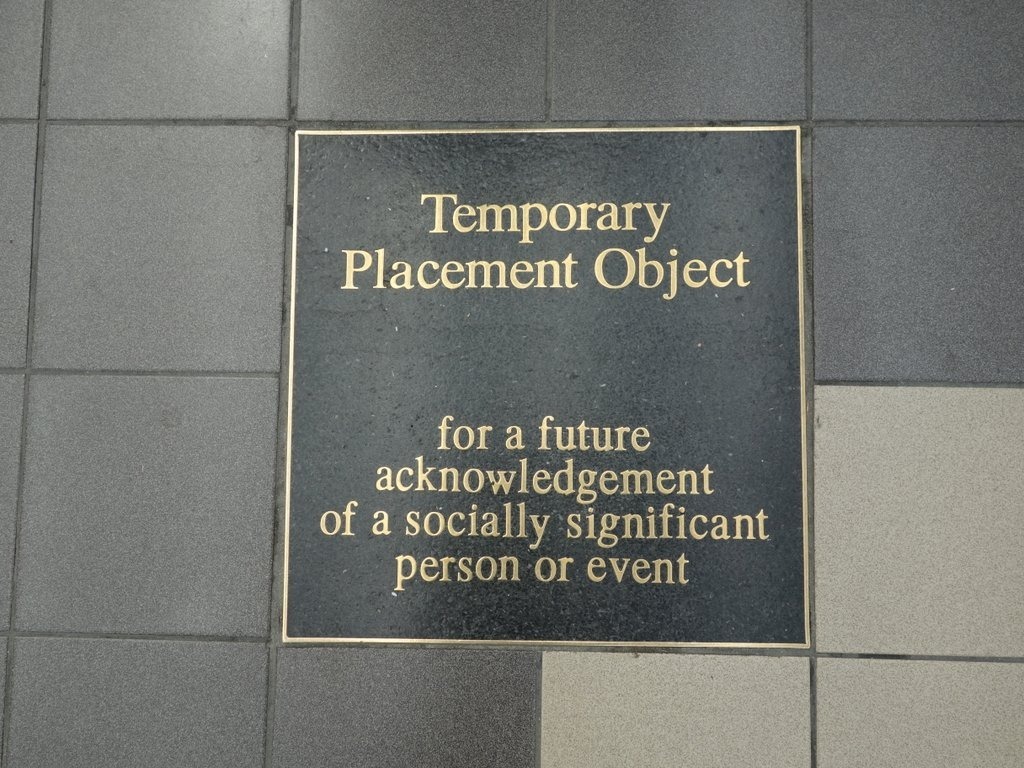 Temporary
Placement Object
for a future
acknowledgement
of a socially significant
person or event